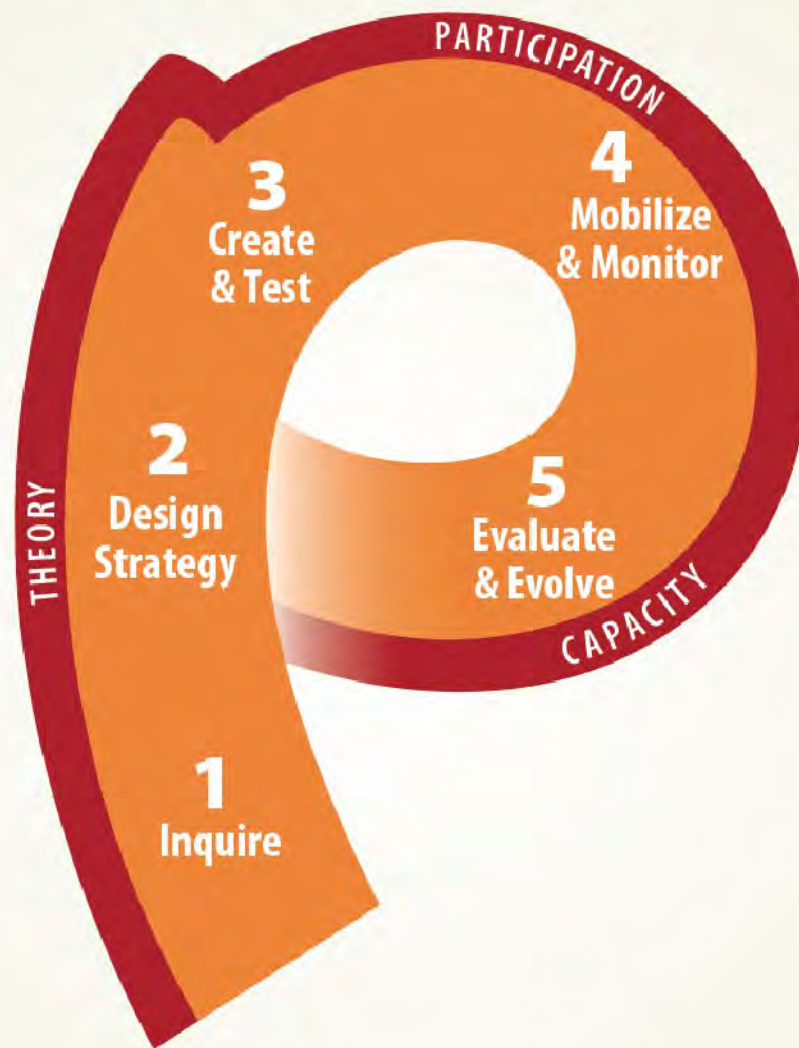 PARTICIPATION
4
Mobilize
& Monitor
3
Create
& Test
2
Design
Strategy
THEORY
5
Evaluate
& Evolve
CAPACITY
1
Inquire